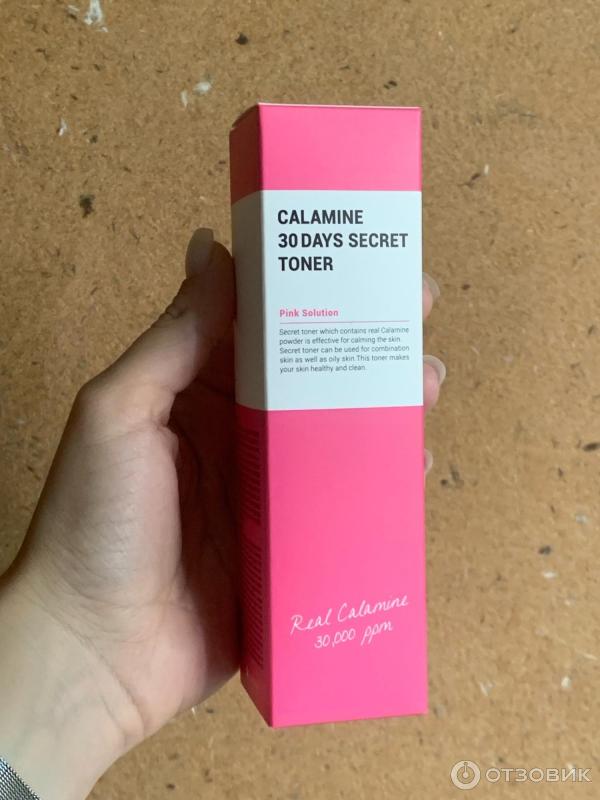 CALAMINE
30 DAYS SECRET
TONER
Pink Solution
Secret toner which contains real Calamine
powder is effective for calming the skin.
Secret toner can be used for combination
skin as well as oily skin.This toner makes
your skin healthy and clean.
Real Calamine
30,000 ppm
ОТЗОВИК